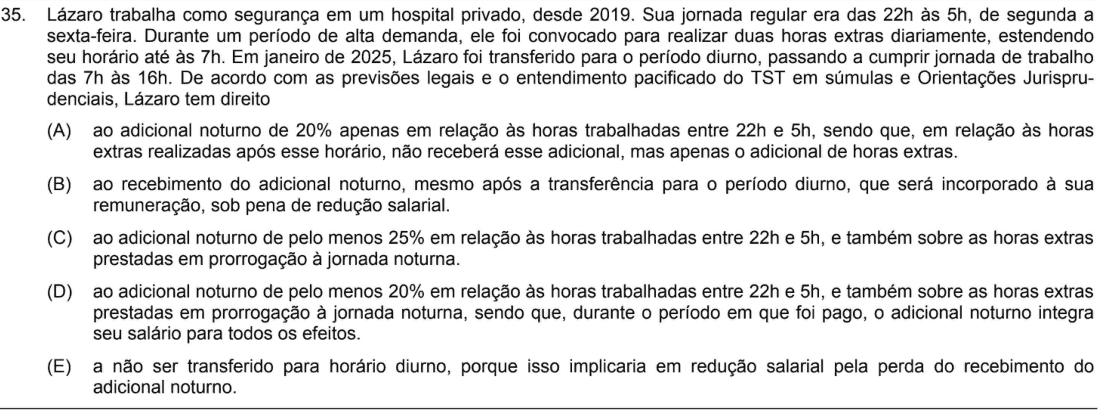 35. Lázaro trabalha como segurança em um hospital privado, desde 2019. Sua jornada regular era das 22h às 5h, de segunda a
sexta-feira. Durante um período de alta demanda, ele foi convocado para realizar duas horas extras diariamente, estendendo
seu horário até às 7h. Em janeiro de 2025, Lázaro foi transferido para o período diurno, passando a cumprir jornada de trabalho
das 7h às 16h. De acordo com as previsões legais e o entendimento pacificado do TST em súmulas e Orientações Jurispru-
denciais, Lázaro tem direito
(A) ao adicional noturno de 20% apenas em relação às horas trabalhadas entre 22h e 5h, sendo que, em relação às horas
extras realizadas após esse horário, não receberá esse adicional, mas apenas o adicional de horas extras.
(B) ao recebimento do adicional noturno, mesmo após a transferência para o período diurno, que será incorporado à sua
remuneração, sob pena de redução salarial.
(C) ao adicional noturno de pelo menos 25% em relação às horas trabalhadas entre 22h e 5h, e também sobre as horas extras
prestadas em prorrogação à jornada noturna.
(D) ao adicional noturno de pelo menos 20% em relação às horas trabalhadas entre 22h e 5h, e também sobre as horas extras
prestadas em prorrogação à jornada noturna, sendo que, durante o período em que foi pago, o adicional noturno integra
seu salário para todos os efeitos.
(E) a não ser transferido para horário diurno, porque isso implicaria em redução salarial pela perda do recebimento do
adicional noturno.